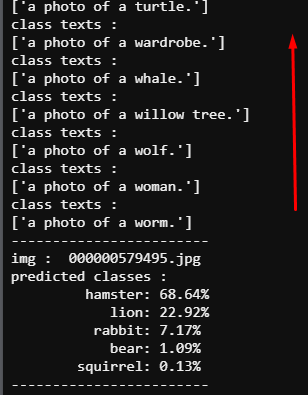 ['a photo of a turtle.']
class texts :
['a photo of a wardrobe.']
class texts :
['a photo of a whale.']
class texts :
['a photo of a willow tree.']
class texts :
['a photo of a wolf.']
class texts :
['a photo of a woman.']
class texts :
['a photo of a worm.']
-------------------------
img :  000000579495.jpg
predicted classes :
         hamster: 68.64%
            lion: 22.92%
          rabbit: 7.17%
            bear: 1.09%
        squirrel: 0.13%
-------------------------